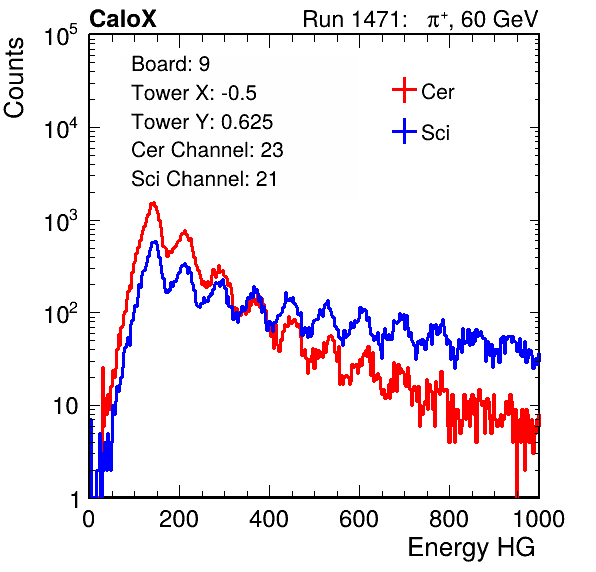 CaloX Run 1471: π⁺, 60 GeV
Counts
10⁵
10⁴
10³
10²
10
1
Board: 9
Tower X: -0.5
Tower Y: 0.625
Cer Channel: 23
Sci Channel: 21
Cer
Sci
0 200 400 600 800 1000
Energy HG